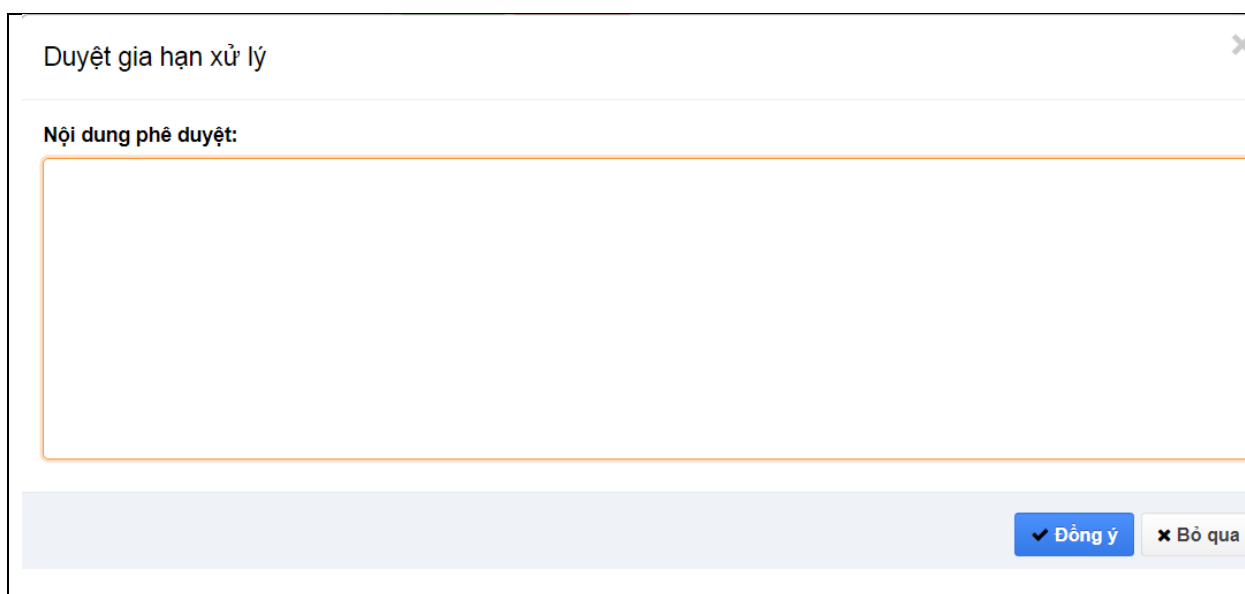 Duyệt gia hạn xử lý
Nội dung phê duyệt:
Đồng ý
Bỏ qua